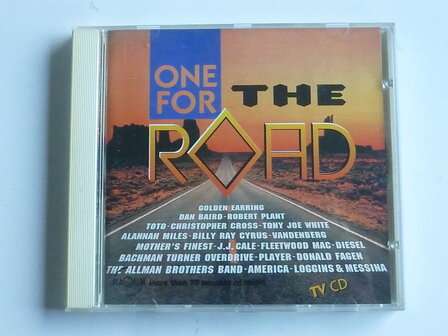 ONE
FOR THE
ROAD
GOLDEN EARRING
DAN BAIRD·ROBERT PLANT
TOTO·CHRISTOPHER CROSS·TONY JOE WHITE
ALANNAH MILES·BILLY RAY CYRUS·VANDENBERG
MOTHER'S FINEST·J.J. CALE·FLEETWOOD MAC·DIESEL
BACHMAN TURNER OVERDRIVE·PLAYER·DONALD FAGEN
THE ALLMAN BROTHERS BAND·AMERICA·LOGGINS & MESSINA
More than 70 minutes of music
TV CD